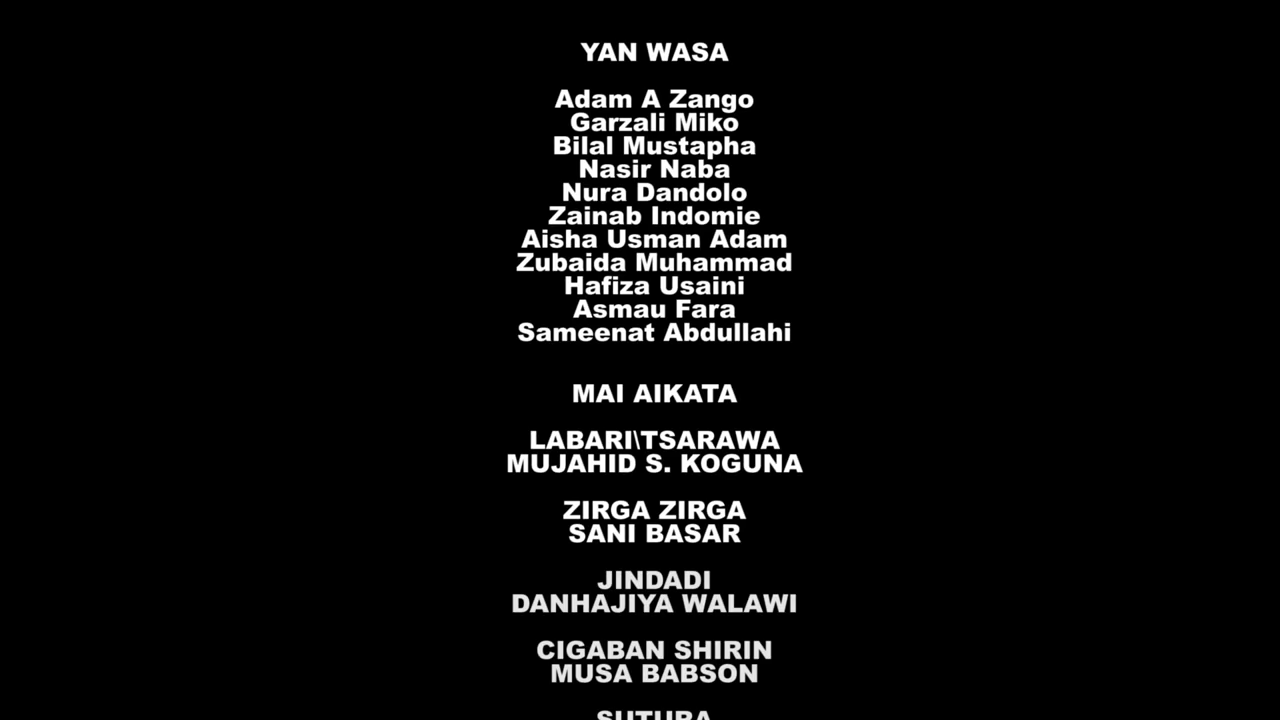 YAN WASA
Adam A Zango
Garzali Miko
Bilal Mustapha
Nasir Naba
Nura Dandolo
Zainab Indomie
Aisha Usman Adam
Zubaida Muhammad
Hafiza Usaini
Asmau Fara
Sameenat Abdullahi
MAI AIKATA
LABARI\TSARAWA
MUJAHID S. KOGUNA
ZIRGA ZIRGA
SANI BASAR
JINDADI
DANHAJIYA WALAWI
CIGABAN SHIRIN
MUSA BABSON
SUTURA